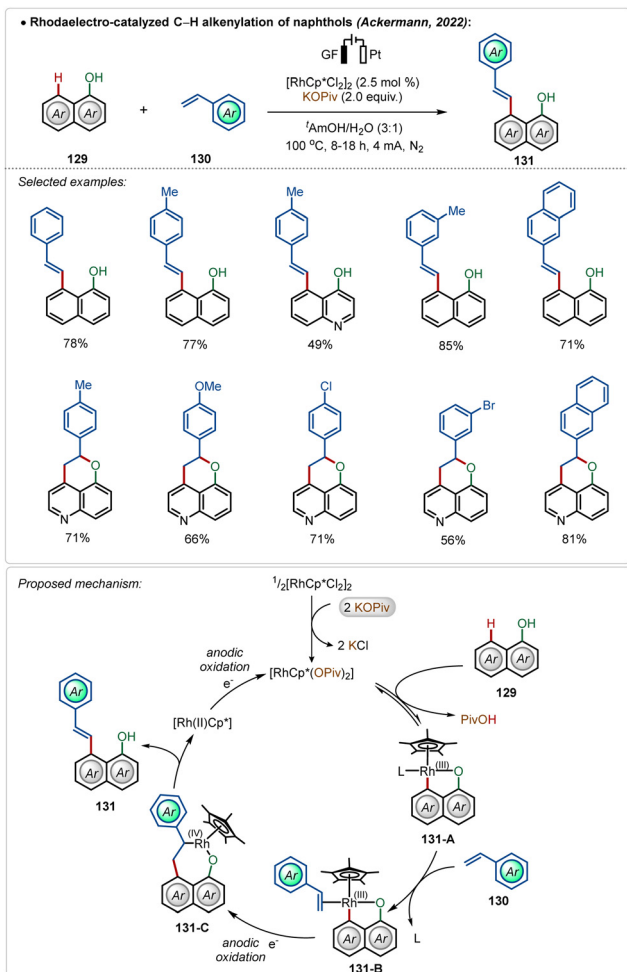 • Rhodaelectro-catalyzed C–H alkenylation of naphthols (Ackermann, 2022):
GF Pt
[RhCp*Cl2]2 (2.5 mol %)
KOPiv (2.0 equiv.)
tAmOH/H2O (3:1)
100 °C, 8-18 h, 4 mA, N2
H OH
Ar Ar
129
+
Ar
130
Ar
OH
Ar Ar
131
Selected examples:
OH
78%
Me
OH
77%
Me
OH
N
49%
Me
OH
85%
OH
71%
Me
O
N
71%
OMe
O
N
66%
Cl
O
N
71%
Br
O
N
56%
O
N
81%
Proposed mechanism:
1/2[RhCp*Cl2]2
2 KOPiv
2 KCl
anodic
oxidation
e-
[RhCp*(OPiv)2]
H OH
Ar Ar
129
PivOH
[Rh(II)Cp*]
Ar
OH
Ar Ar
131
(III)
L Rh O
Ar Ar
131-A
Ar
130
L
Ar
(III)
Rh O
Ar Ar
131-B
anodic e-
oxidation
Ar
(IV)
Rh
O
Ar Ar
131-C